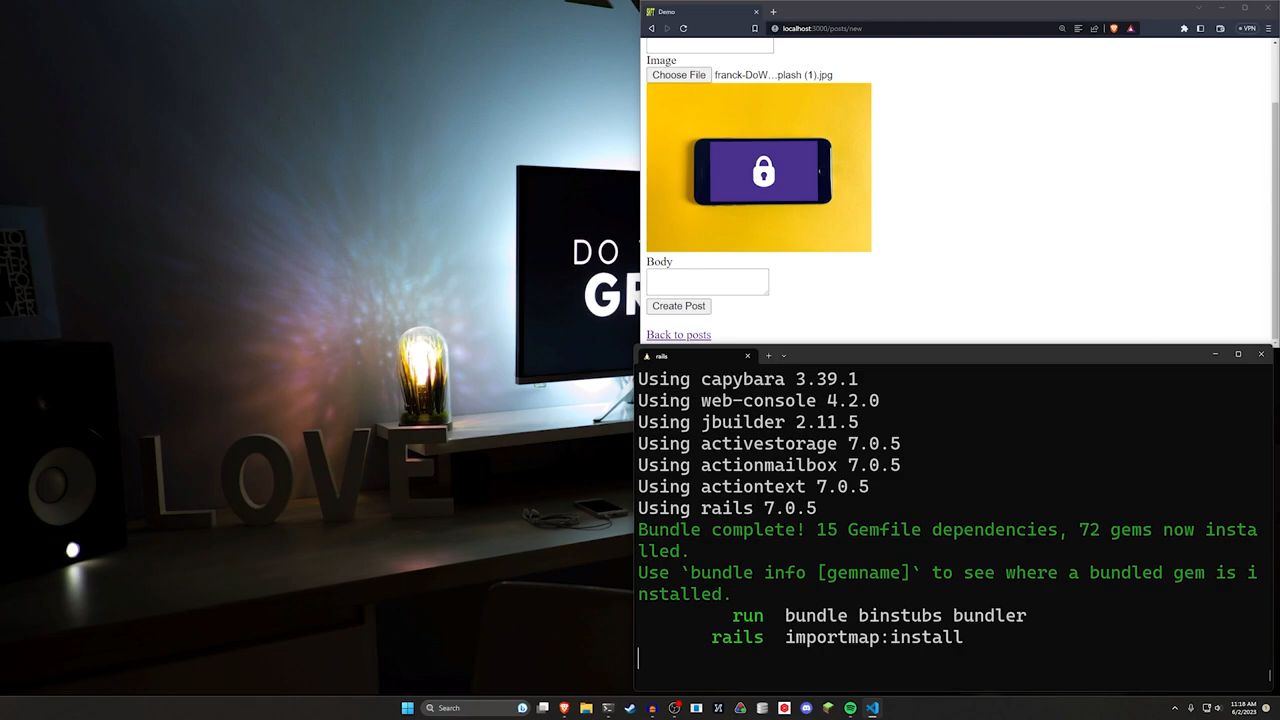 Demo
localhost:3000/posts/new
VPN
Image
Choose File franck-DoW…plash (1).jpg
Body
Create Post
Back to posts
DO
GR
LOVE
rails
Using capybara 3.39.1
Using web-console 4.2.0
Using jbuilder 2.11.5
Using activestorage 7.0.5
Using actionmailbox 7.0.5
Using actiontext 7.0.5
Using rails 7.0.5
Bundle complete! 15 Gemfile dependencies, 72 gems now insta
lled.
Use `bundle info [gemname]` to see where a bundled gem is i
nstalled.
run bundle binstubs bundler
rails importmap:install
Search
11:18 AM
6/2/2023